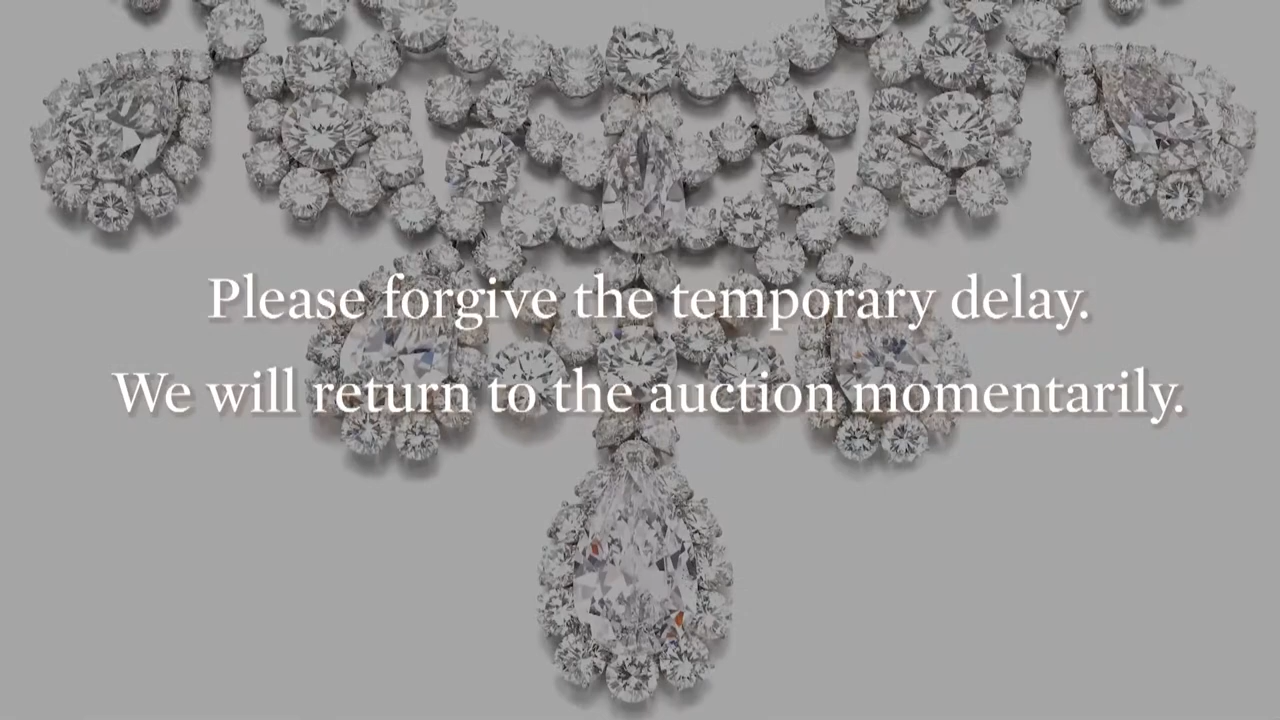 Please forgive the temporary delay.
We will return to the auction momentarily.